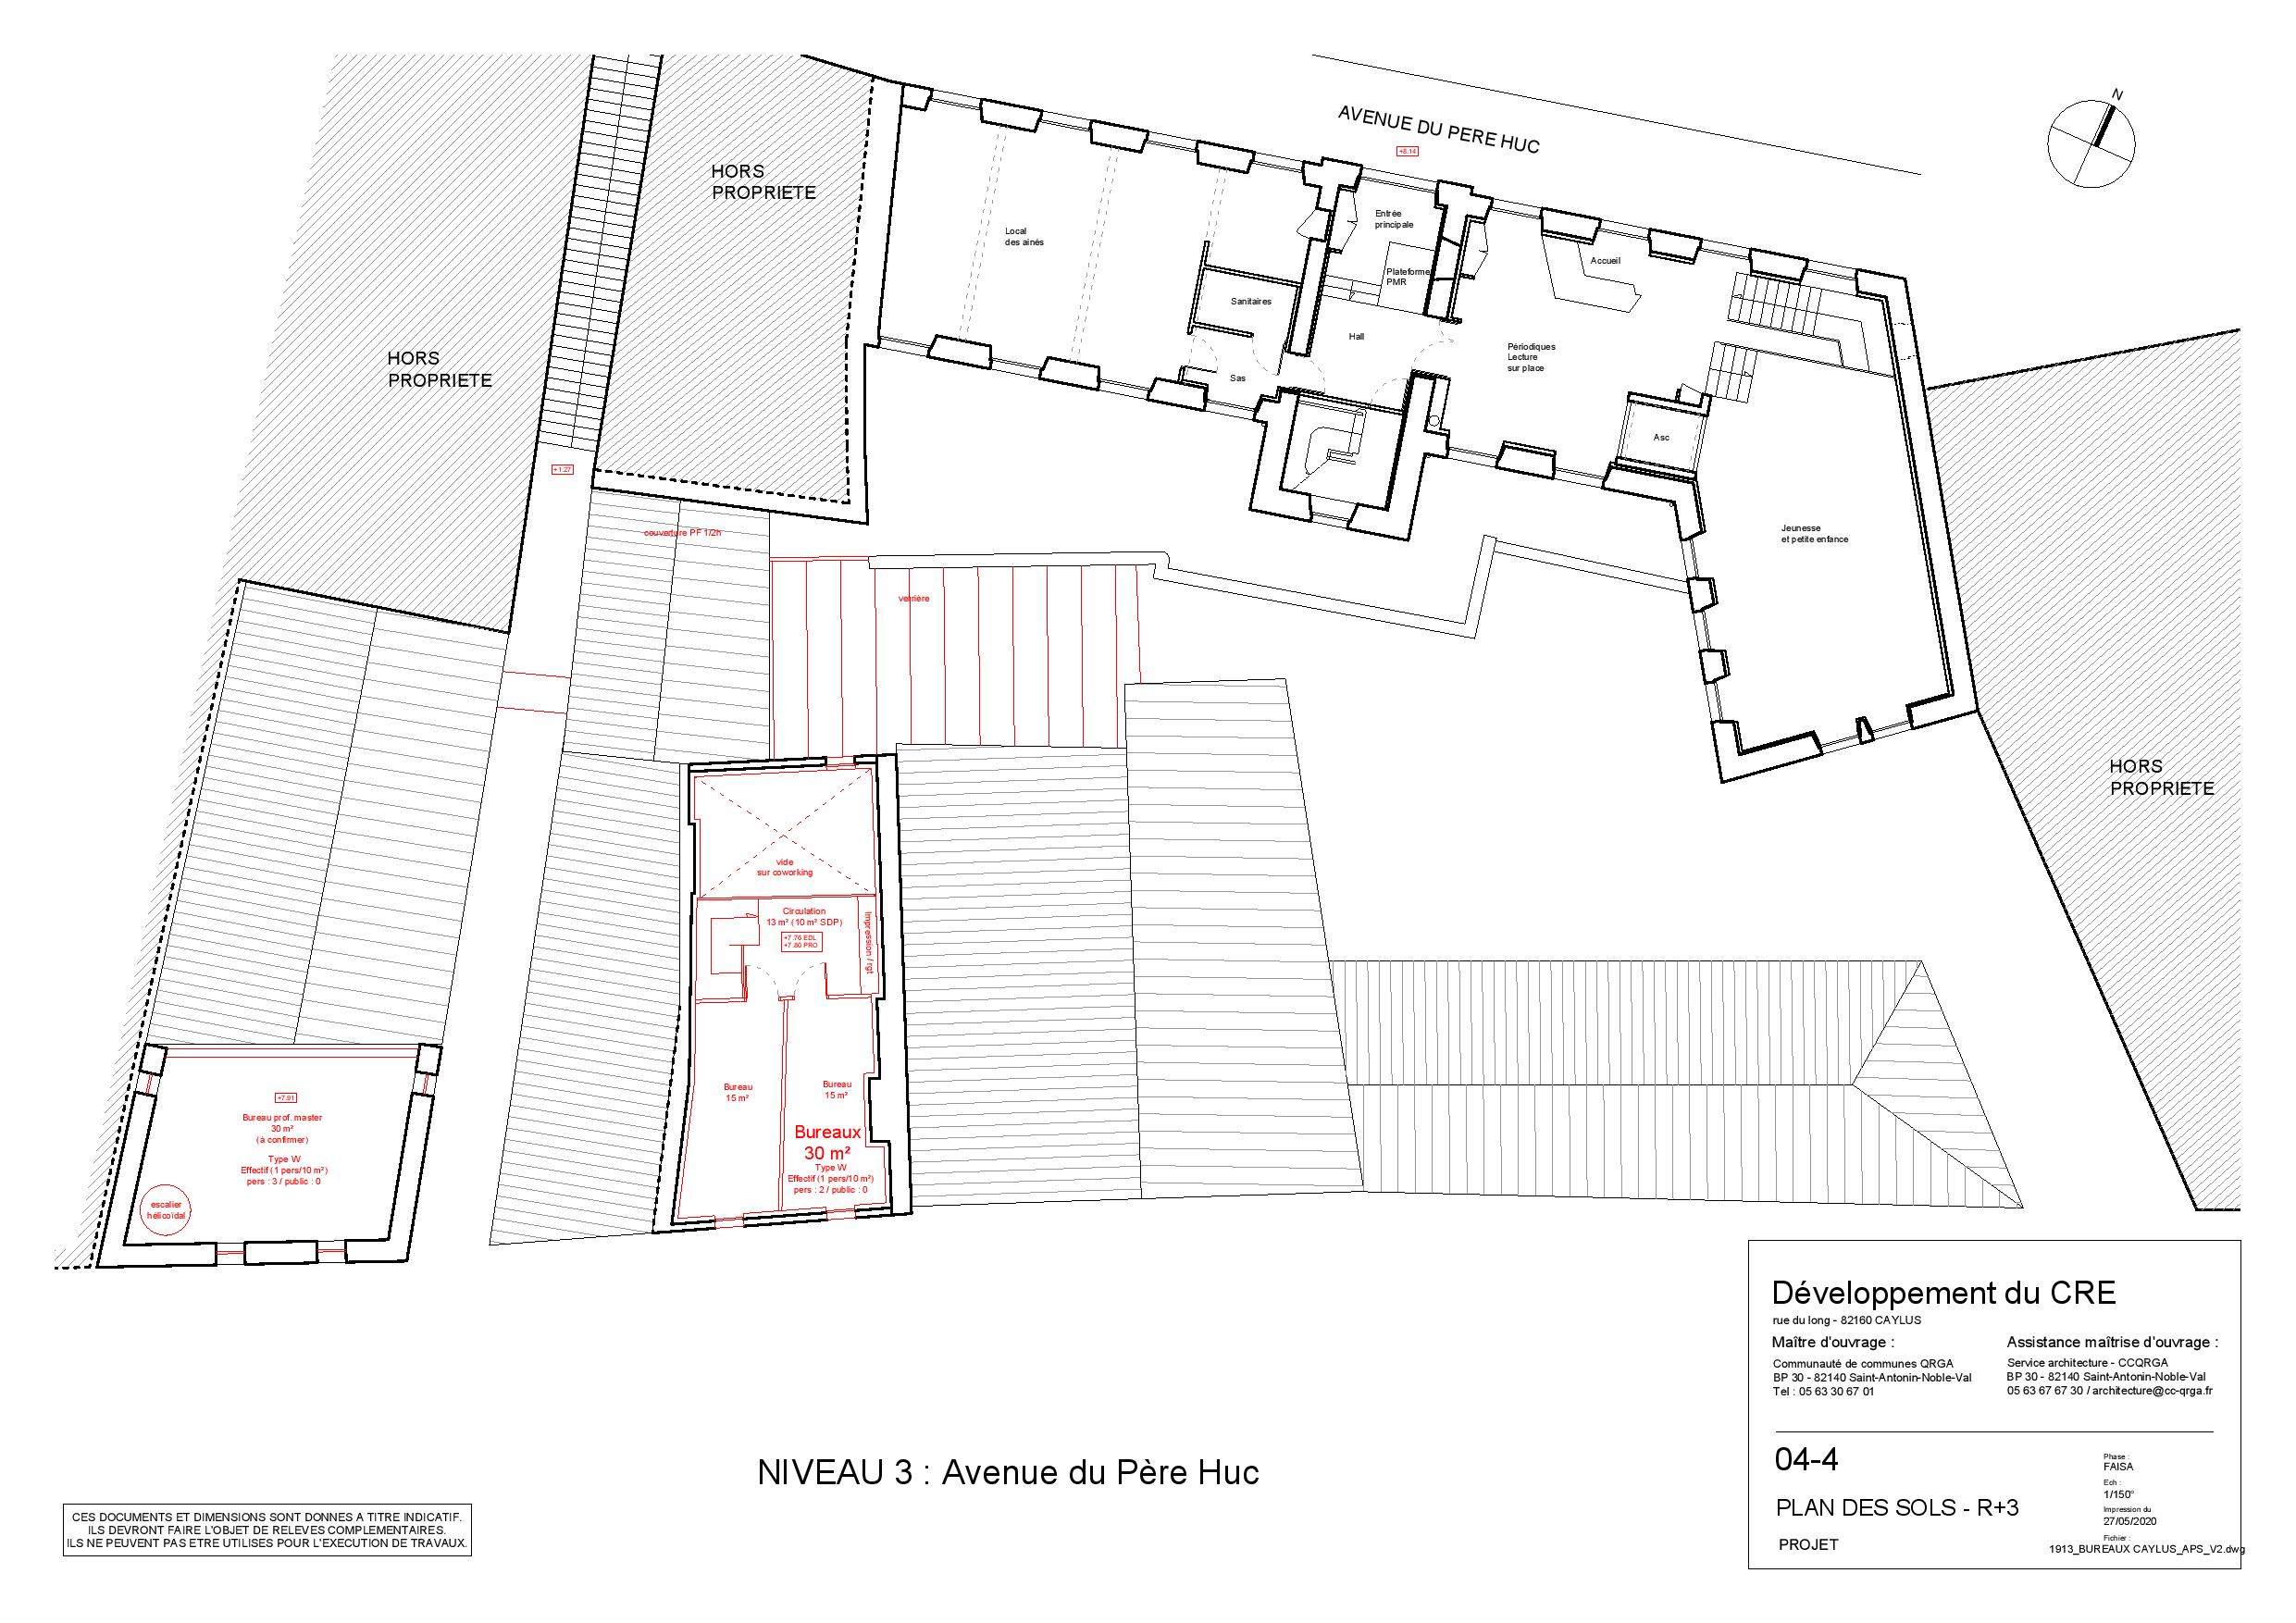 AVENUE DU PERE HUC
+8.14
N
HORS
PROPRIETE
HORS
PROPRIETE
Local
des ainés
Entrée
principale
Plateforme
PMR
Accueil
Sanitaires
Hall
Sas
Périodiques
Lecture
sur place
Asc
Jeunesse
et petite enfance
+1.27
couverture PF 1/2h
verrière
HORS
PROPRIETE
vide
sur coworking
Circulation
13 m² (10 m² SDP)
+7.76 EDL
+7.80 PRO
Impression / rgt
Bureau
15 m²
Bureau
15 m²
Bureaux
30 m²
Type W
Effectif (1 pers/10 m²)
pers : 2 / public : 0
+7.91
Bureau prof. master
30 m²
(à confirmer)
Type W
Effectif (1 pers/10 m²)
pers : 3 / public : 0
escalier
hélicoïdal
NIVEAU 3 : Avenue du Père Huc
CES DOCUMENTS ET DIMENSIONS SONT DONNES A TITRE INDICATIF.
ILS DEVRONT FAIRE L'OBJET DE RELEVES COMPLEMENTAIRES.
ILS NE PEUVENT PAS ETRE UTILISES POUR L'EXECUTION DE TRAVAUX.
Développement du CRE
rue du long - 82160 CAYLUS
Maître d'ouvrage :
Communauté de communes QRGA
BP 30 - 82140 Saint-Antonin-Noble-Val
Tel : 05 63 30 67 01
Assistance maîtrise d'ouvrage :
Service architecture - CCQRGA
BP 30 - 82140 Saint-Antonin-Noble-Val
05 63 67 67 30 / architecture@cc-qrga.fr
04-4
PLAN DES SOLS - R+3
PROJET
Phase :
FAISA
Ech :
1/150°
Impression du
27/05/2020
Fichier :
1913_BUREAUX CAYLUS_APS_V2.dwg